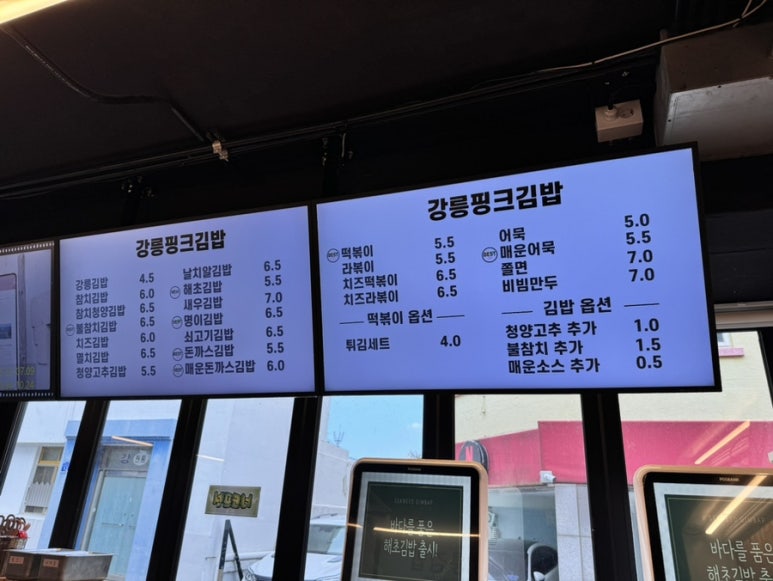 강릉핑크김밥
강릉김밥 4.5
참치김밥 6.0
참치청양김밥 6.5
BEST 불참치김밥 6.5
치즈김밥 6.0
멸치김밥 6.5
청양고추김밥 5.5
날치알김밥 6.5
BEST 해초김밥 5.5
새우김밥 7.0
BEST 명이김밥 6.5
쇠고기김밥 6.5
BEST 돈까스김밥 5.5
BEST 매운돈까스김밥 6.0
강릉핑크김밥
BEST 떡볶이 5.5
라볶이 5.5
치즈떡볶이 6.5
치즈라볶이 6.5
떡볶이 옵션
튀김세트 4.0
어묵 5.0
BEST 매운어묵 5.5
쫄면 7.0
비빔만두 7.0
김밥 옵션
청양고추 추가 1.0
불참치 추가 1.5
매운소스 추가 0.5
07.09
10.24
바다를 품은
해초김밥 출시!
바다를 품은
해초김밥 출